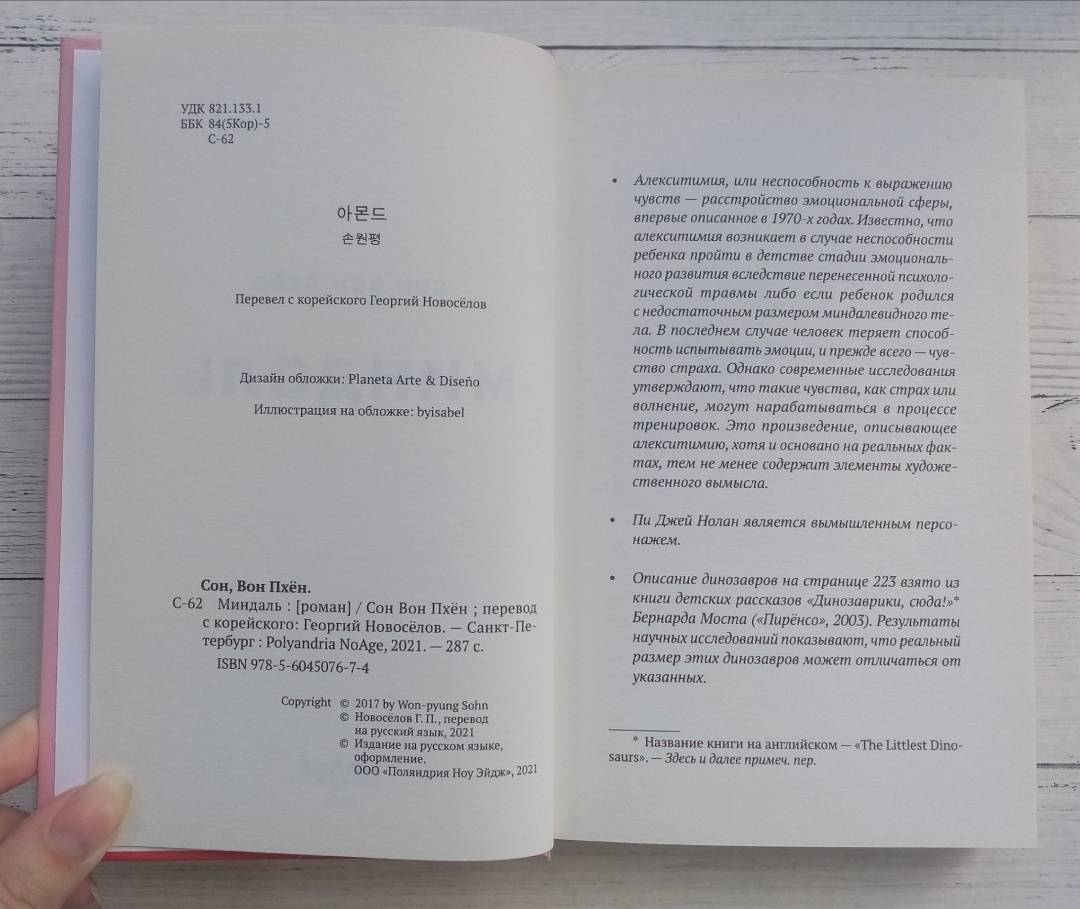 УДК 821.133.1
ББК 84(5Кор)-5
С-62
아몬드
손원평
Перевел с корейского Георгий Новосёлов
Дизайн обложки: Planeta Arte & Diseño
Иллюстрация на обложке: byisabel
Сон, Вон Пхён.
С-62 Миндаль : [роман] / Сон Вон Пхён ; перевод
с корейского: Георгий Новосёлов. — Санкт-Пе-
тербург : Polyandria NoAge, 2021. — 287 с.
ISBN 978-5-6045076-7-4
Copyright © 2017 by Won-pyung Sohn
© Новосёлов Г. П., перевод
на русский язык, 2021
© Издание на русском языке,
оформление.
ООО «Поляндрия Ноу Эйдж», 2021
• Алекситимия, или неспособность к выражению
чувств — расстройство эмоциональной сферы,
впервые описанное в 1970-х годах. Известно, что
алекситимия возникает в случае неспособности
ребенка пройти в детстве стадии эмоциональ-
ного развития вследствие перенесенной психоло-
гической травмы либо если ребенок родился
с недостаточным размером миндалевидного те-
ла. В последнем случае человек теряет способ-
ность испытывать эмоции, и прежде всего — чув-
ство страха. Однако современные исследования
утверждают, что такие чувства, как страх или
волнение, могут нарабатываться в процессе
тренировок. Это произведение, описывающее
алекситимию, хотя и основано на реальных фак-
тах, тем не менее содержит элементы художе-
ственного вымысла.
• Пи Джей Нолан является вымышленным персо-
нажем.
• Описание динозавров на странице 223 взято из
книги детских рассказов «Динозаврики, сюда!»*
Бернарда Моста («Пирёнсо», 2003). Результаты
научных исследований показывают, что реальный
размер этих динозавров может отличаться от
указанных.
* Название книги на английском — «The Littlest Dino-
saurs». — Здесь и далее примеч. пер.